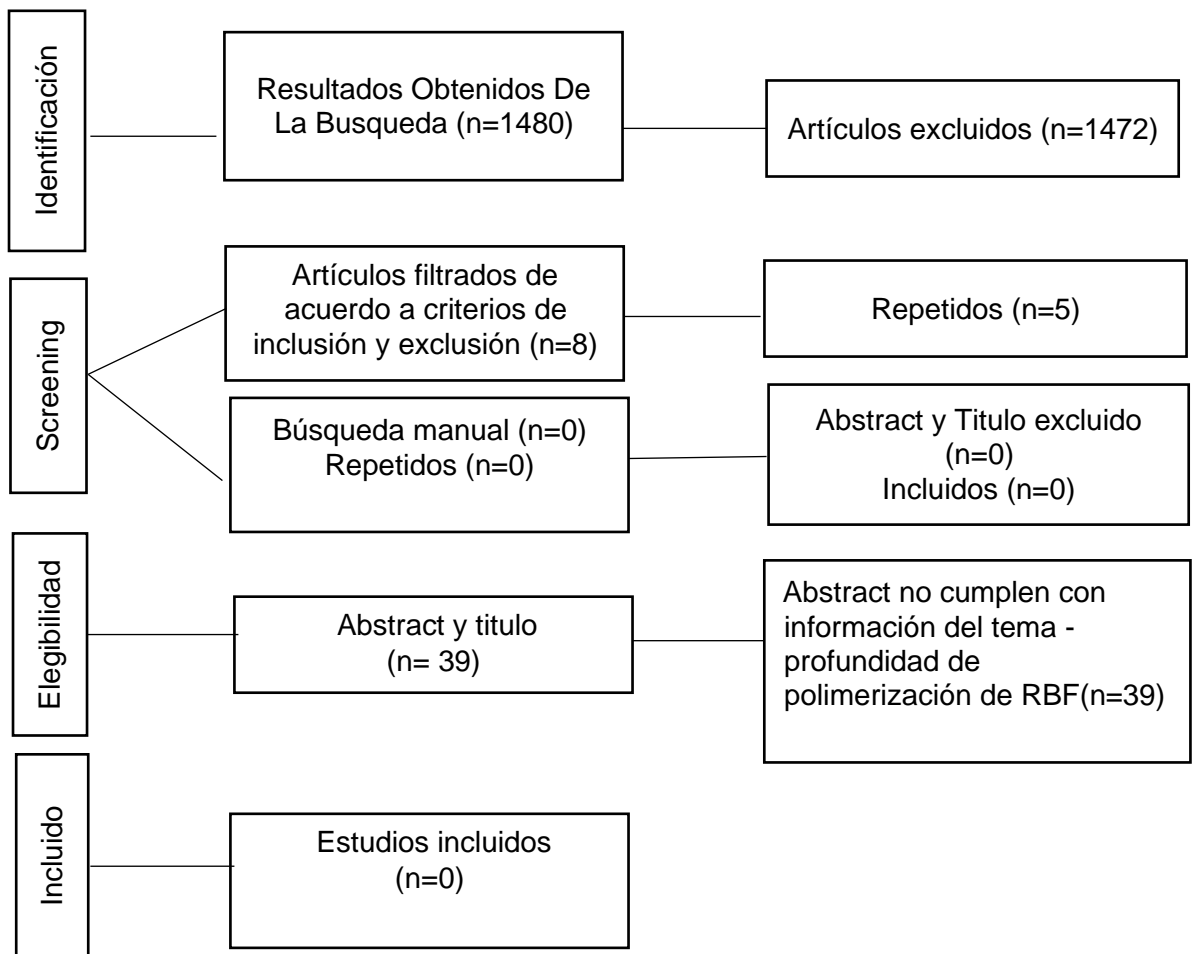 Identificación
Resultados Obtenidos De
La Busqueda (n=1480)
Artículos excluidos (n=1472)
Screening
Artículos filtrados de
acuerdo a criterios de
inclusión y exclusión (n=8)
Repetidos (n=5)
Búsqueda manual (n=0)
Repetidos (n=0)
Abstract y Titulo excluido
(n=0)
Incluidos (n=0)
Elegibilidad
Abstract y titulo
(n= 39)
Abstract no cumplen con
información del tema -
profundidad de
polimerización de RBF(n=39)
Incluido
Estudios incluidos
(n=0)